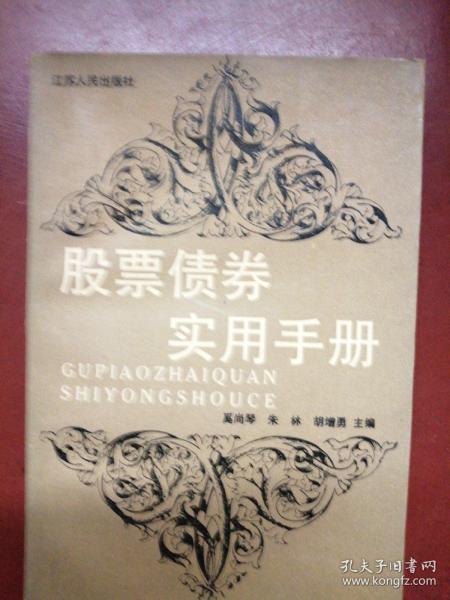 江苏人民出版社
股票债券
实用手册
GUPIAOZHAIQUAN
SHIYONGSHOUCE
奚尚琴 朱林 胡增勇 主编
孔夫子旧书网
www.kongfz.com